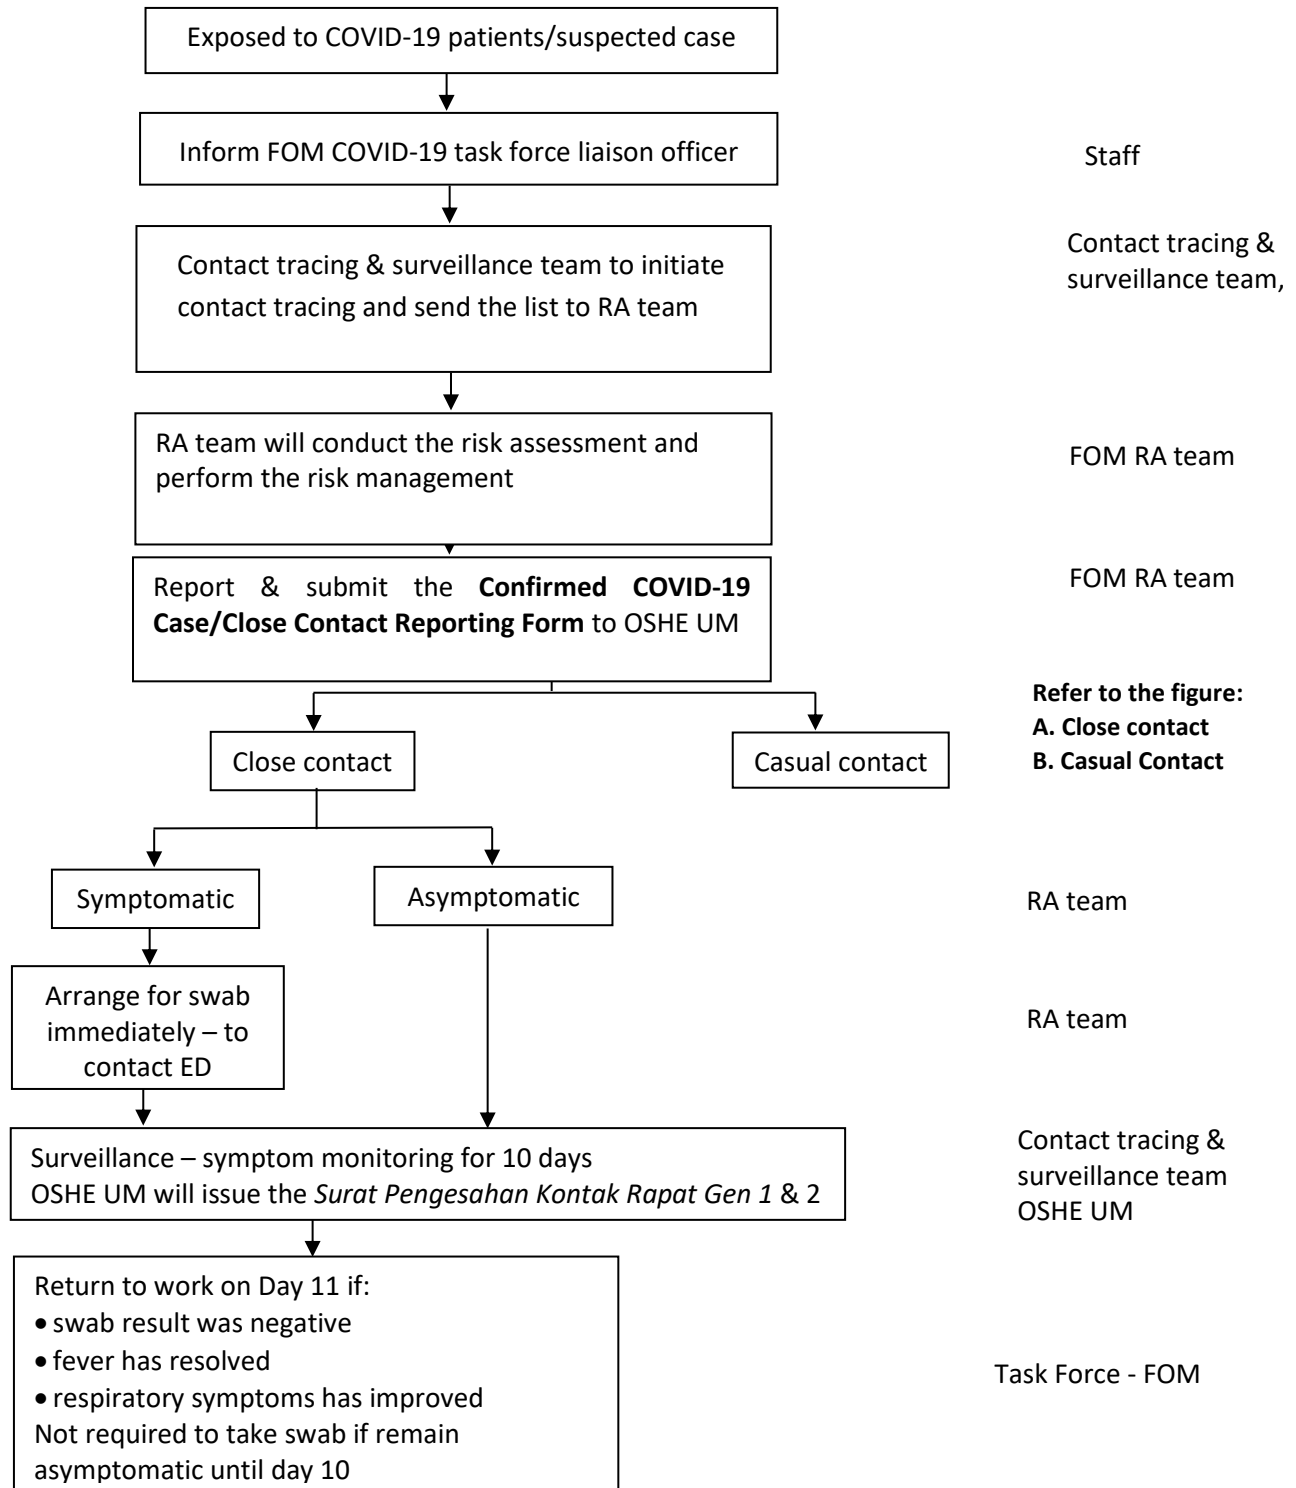 Exposed to COVID-19 patients/suspected case
Inform FOM COVID-19 task force liaison officer
Staff
Contact tracing & surveillance team to initiate
contact tracing and send the list to RA team
Contact tracing &
surveillance team,
RA team will conduct the risk assessment and
perform the risk management
FOM RA team
Report & submit the Confirmed COVID-19
Case/Close Contact Reporting Form to OSHE UM
FOM RA team
Refer to the figure:
A. Close contact
B. Casual Contact
Close contact
Casual contact
Symptomatic
Asymptomatic
RA team
Arrange for swab
immediately – to
contact ED
RA team
Surveillance – symptom monitoring for 10 days
OSHE UM will issue the Surat Pengesahan Kontak Rapat Gen 1 & 2
Contact tracing &
surveillance team
OSHE UM
Return to work on Day 11 if:
• swab result was negative
• fever has resolved
• respiratory symptoms has improved
Not required to take swab if remain
asymptomatic until day 10
Task Force - FOM